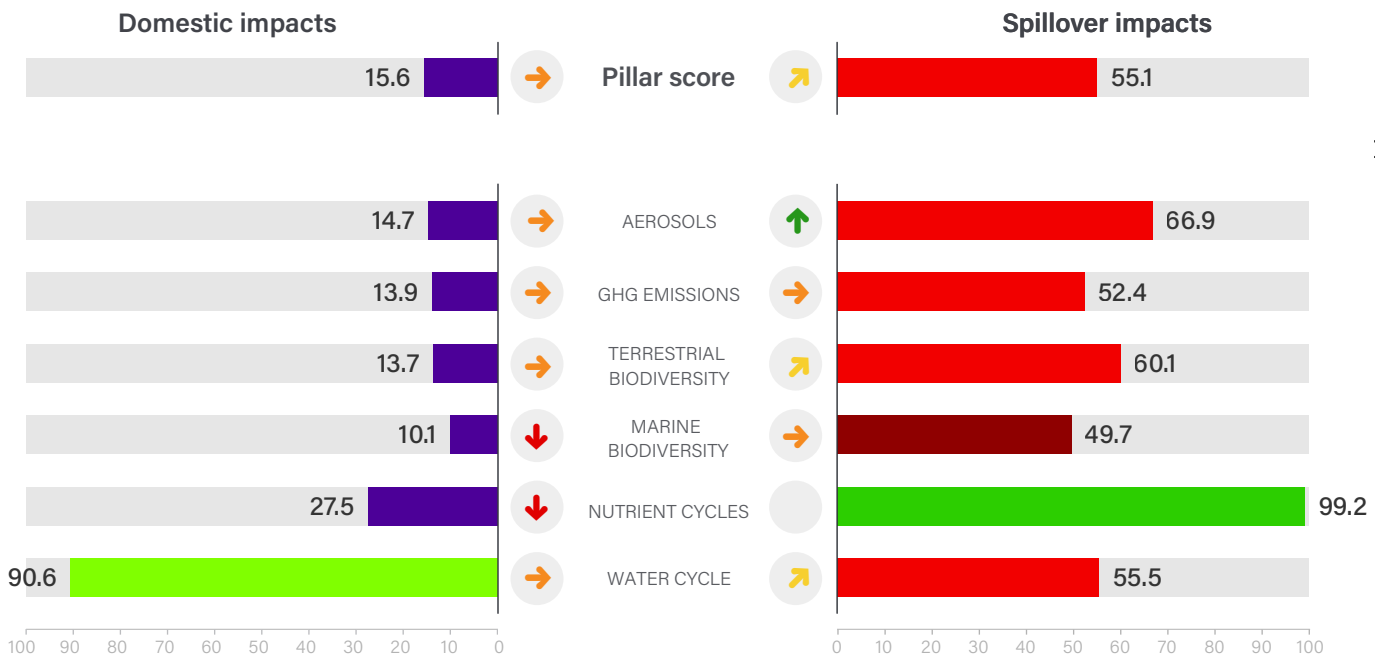 Domestic impacts
Spillover impacts
15.6
Pillar score
55.1
14.7
AEROSOLS
66.9
13.9
GHG EMISSIONS
52.4
13.7
TERRESTRIAL
BIODIVERSITY
60.1
10.1
MARINE
BIODIVERSITY
49.7
27.5
NUTRIENT CYCLES
99.2
90.6
WATER CYCLE
55.5
100 90 80 70 60 50 40 30 20 10 0
0 10 20 30 40 50 60 70 80 90 100